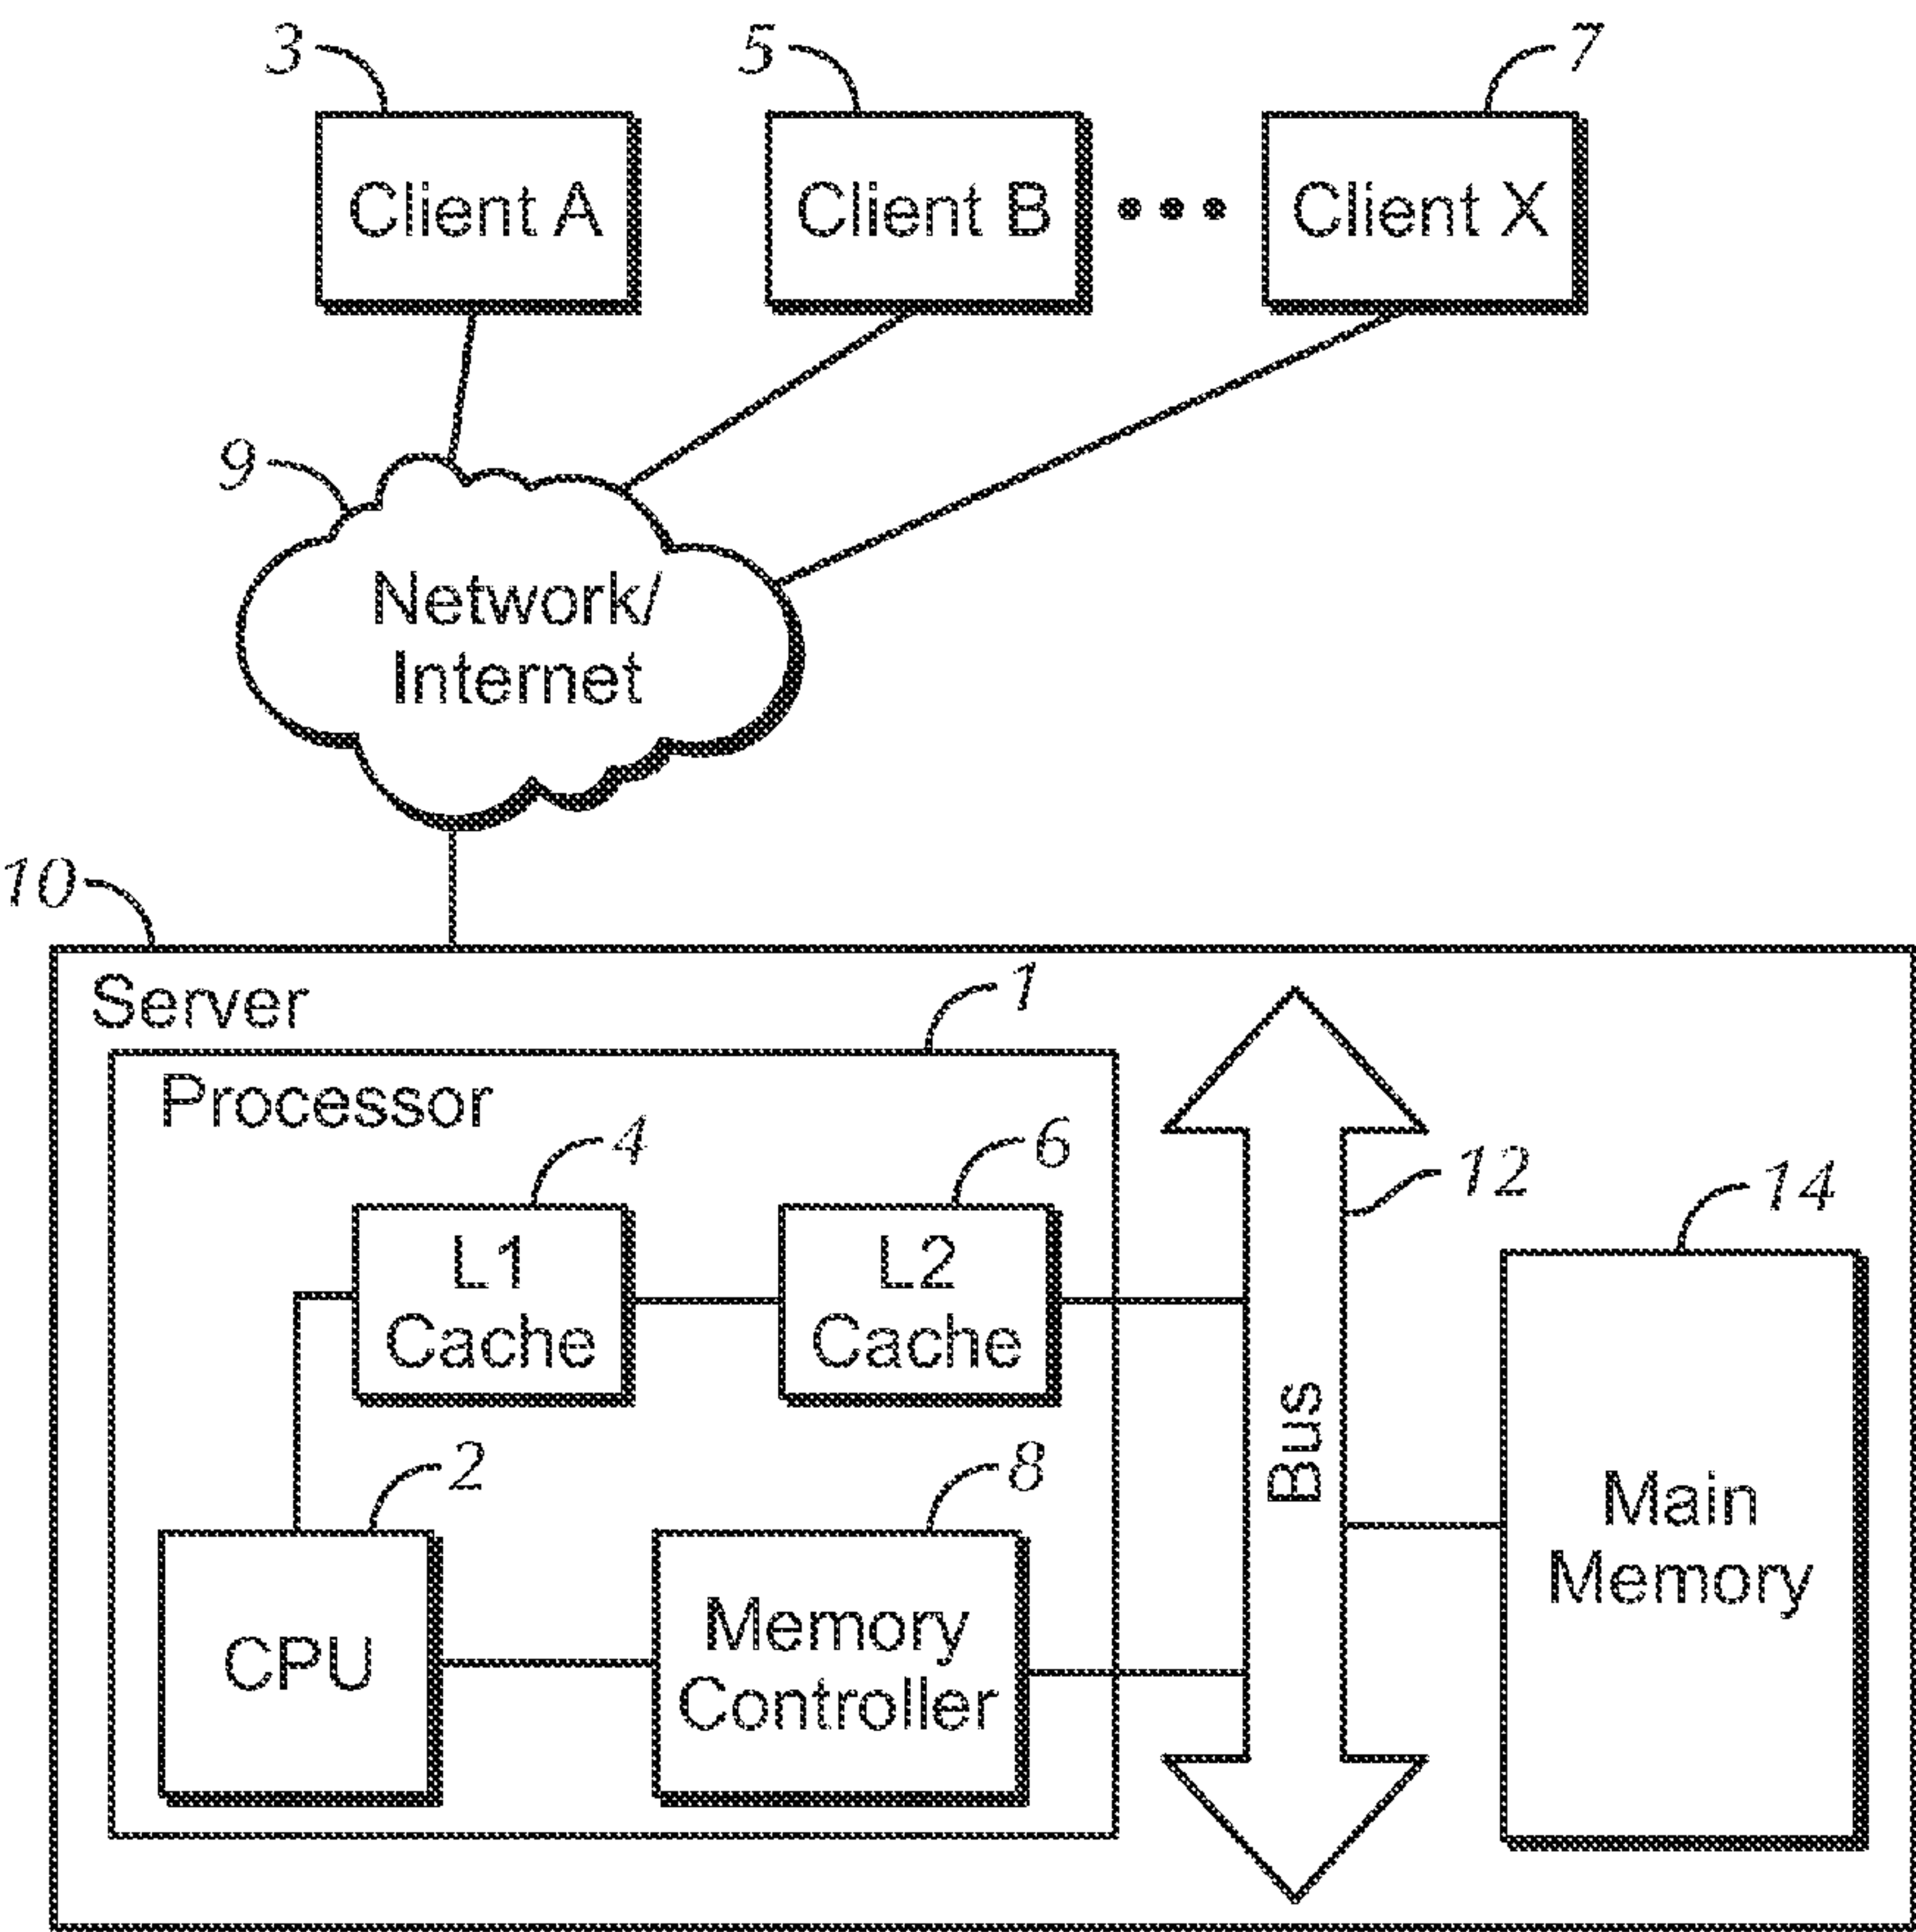 3
5
7
Client A
Client B
•••
Client X
9
Network/
Internet
10
Server
1
Processor
4
6
12
14
L1
Cache
L2
Cache
Bus
2
8
Main
Memory
CPU
Memory
Controller